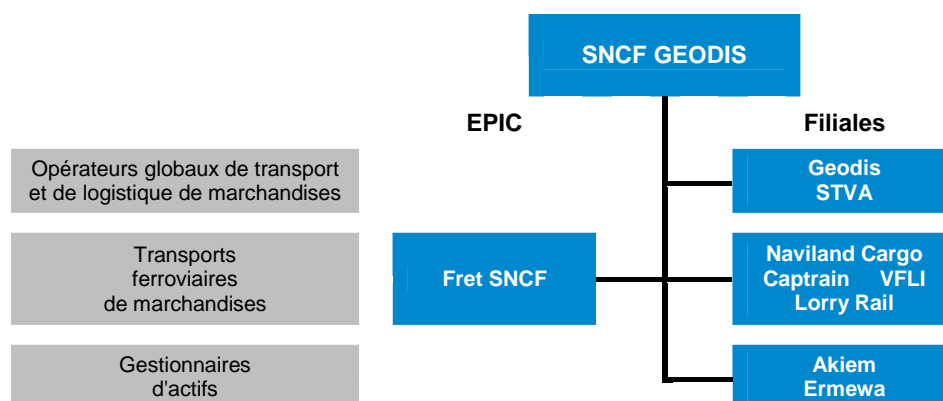 SNCF GEODIS
EPIC
Filiales
Opérateurs globaux de transport
et de logistique de marchandises
Geodis
STVA
Transports
ferroviaires
de marchandises
Fret SNCF
Naviland Cargo
Captrain VFLI
Lorry Rail
Gestionnaires
d'actifs
Akiem
Ermewa